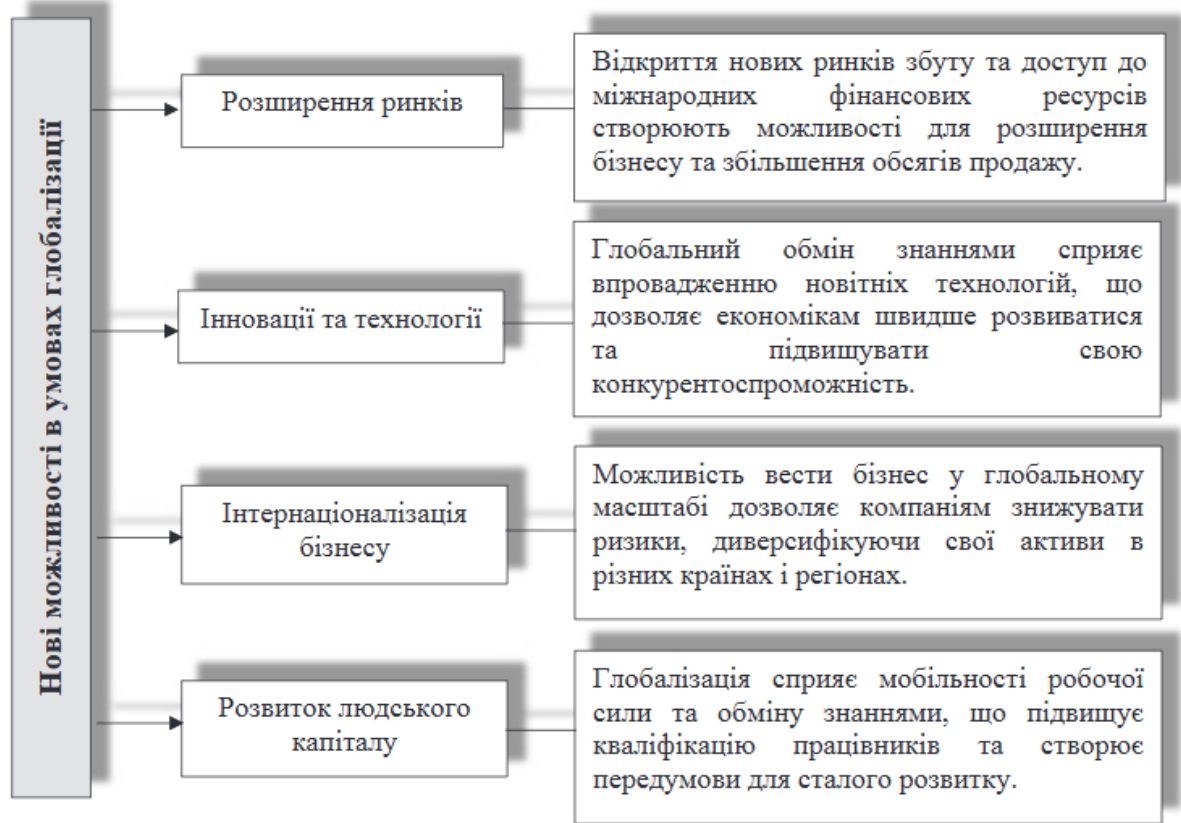 Нові можливості в умовах глобалізації
Розширення ринків
Відкриття нових ринків збуту та доступ до
міжнародних фінансових ресурсів
створюють можливості для розширення
бізнесу та збільшення обсягів продажу.
Інновації та технології
Глобальний обмін знаннями сприяє
впровадженню новітніх технологій, що
дозволяє економікам швидше розвиватися
та підвищувати свою
конкурентоспроможність.
Інтернаціоналізація
бізнесу
Можливість вести бізнес у глобальному
масштабі дозволяє компаніям знижувати
ризики, диверсифікуючи свої активи в
різних країнах і регіонах.
Розвиток людського
капіталу
Глобалізація сприяє мобільності робочої
сили та обміну знаннями, що підвищує
кваліфікацію працівників та створює
передумови для сталого розвитку.